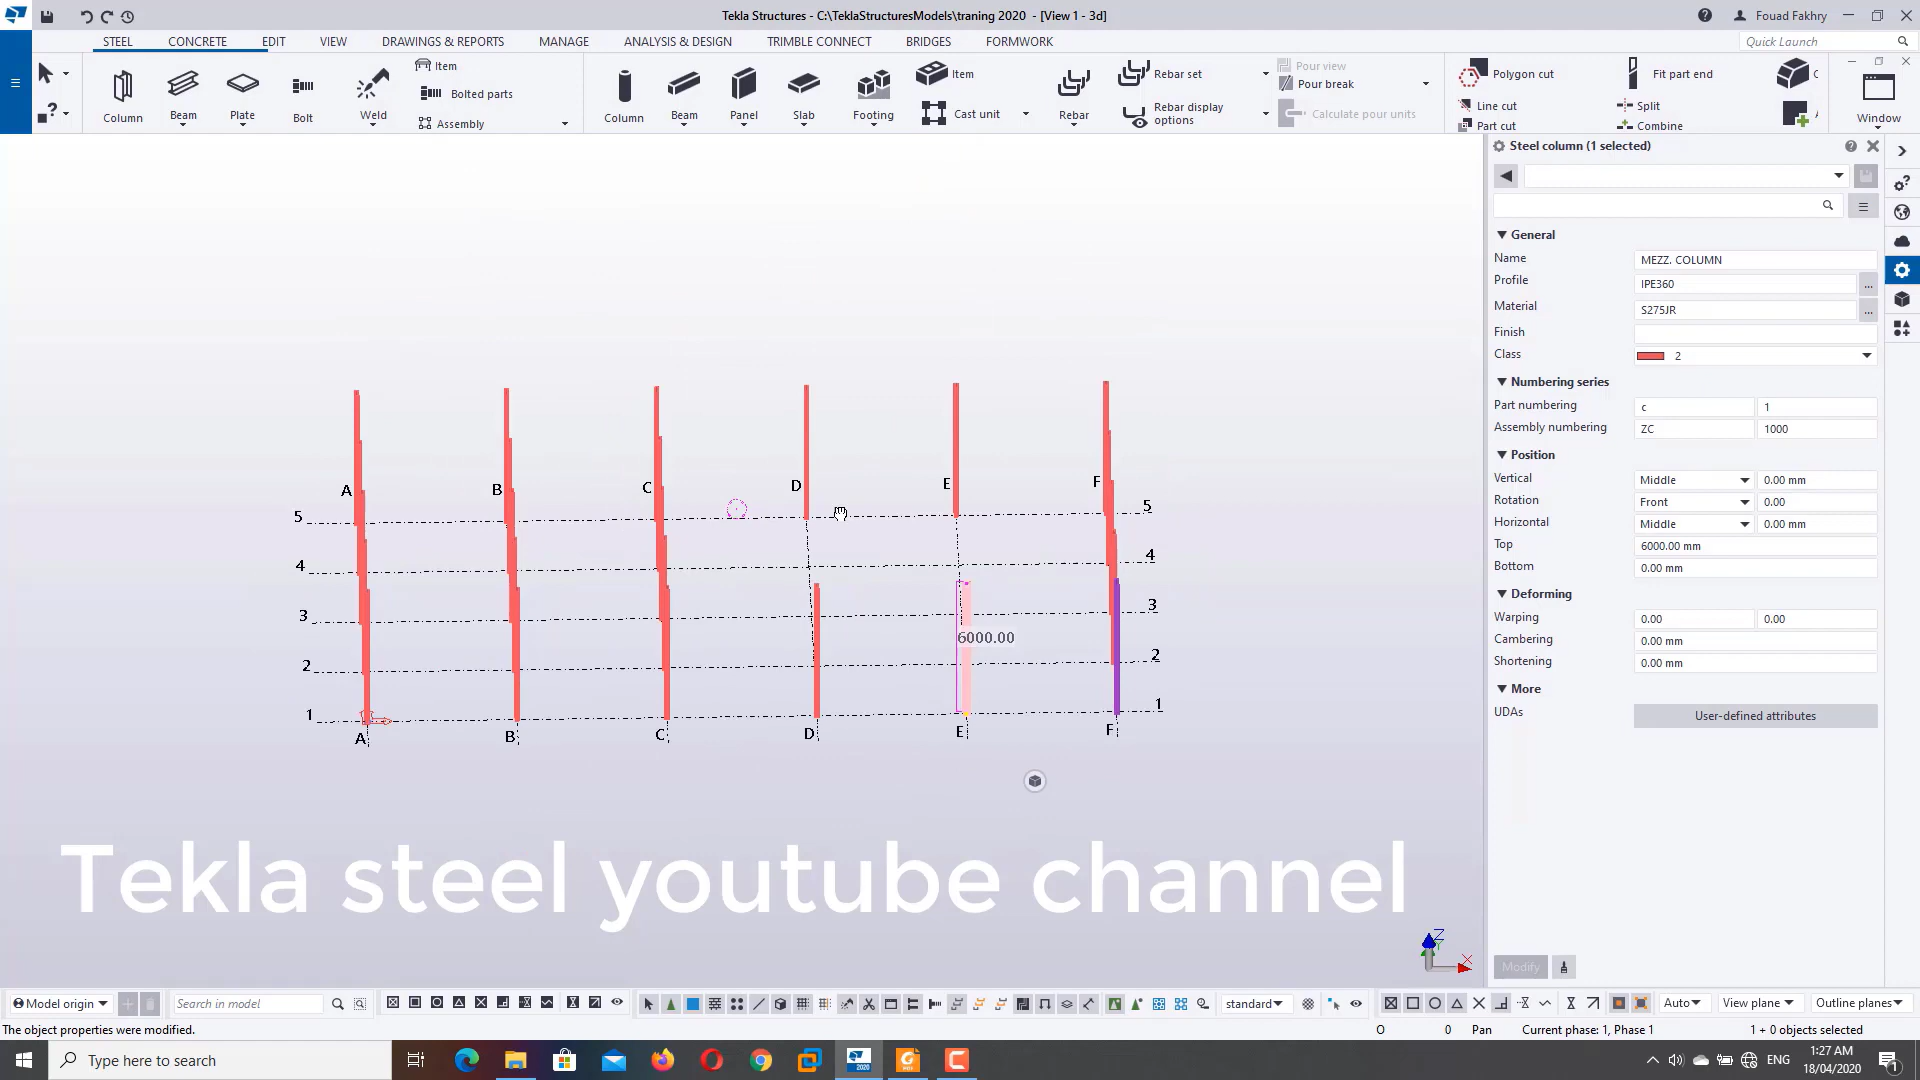 Tekla Structures - C:\TeklaStructuresModels\traning 2020 - [View 1 - 3d]
Fouad Fakhry
STEEL CONCRETE EDIT VIEW DRAWINGS & REPORTS MANAGE ANALYSIS & DESIGN TRIMBLE CONNECT BRIDGES FORMWORK
Quick Launch
Column Beam Plate Bolt Weld
Item
Bolted parts
Assembly
Column Beam Panel Slab Footing
Item
Cast unit
Rebar
Rebar set
Rebar display
options
Pour view
Pour break
Calculate pour units
Polygon cut
Line cut
Part cut
Fit part end
Split
Combine
Window
Steel column (1 selected)
General
Name MEZZ. COLUMN
Profile IPE360 ...
Material S275JR ...
Finish
Class 2
Numbering series
Part numbering c 1
Assembly numbering ZC 1000
Position
Vertical Middle 0.00 mm
Rotation Front 0.00
Horizontal Middle 0.00 mm
Top 6000.00 mm
Bottom 0.00 mm
Deforming
Warping 0.00 0.00
Cambering 0.00 mm
Shortening 0.00 mm
More
UDAs User-defined attributes
Modify
A B C D E F
5 5
4 4
3 3
6000.00
2 2
1 1
A B C D E F
Tekla steel youtube channel
Z
X
Model origin
Search in model
standard
Auto
View plane
Outline planes
The object properties were modified.
O 0 Pan Current phase: 1, Phase 1 1 + 0 objects selected
Type here to search
ENG
1:27 AM
18/04/2020